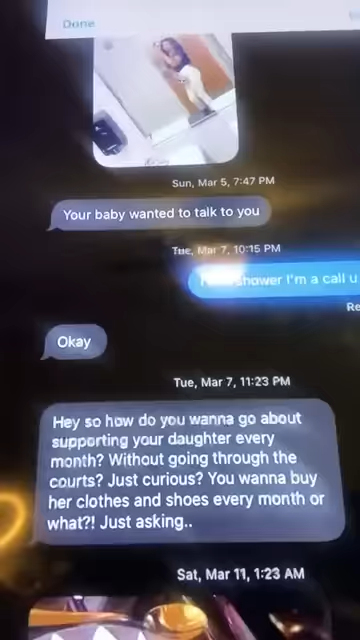 Done
Sun, Mar 5, 7:47 PM
Your baby wanted to talk to you
Tue, Mar 7, 10:15 PM
shower I'm a call u
Re
Okay
Tue, Mar 7, 11:23 PM
Hey so how do you wanna go about
supporting your daughter every
month? Without going through the
courts? Just curious? You wanna buy
her clothes and shoes every month or
what?! Just asking..
Sat, Mar 11, 1:23 AM